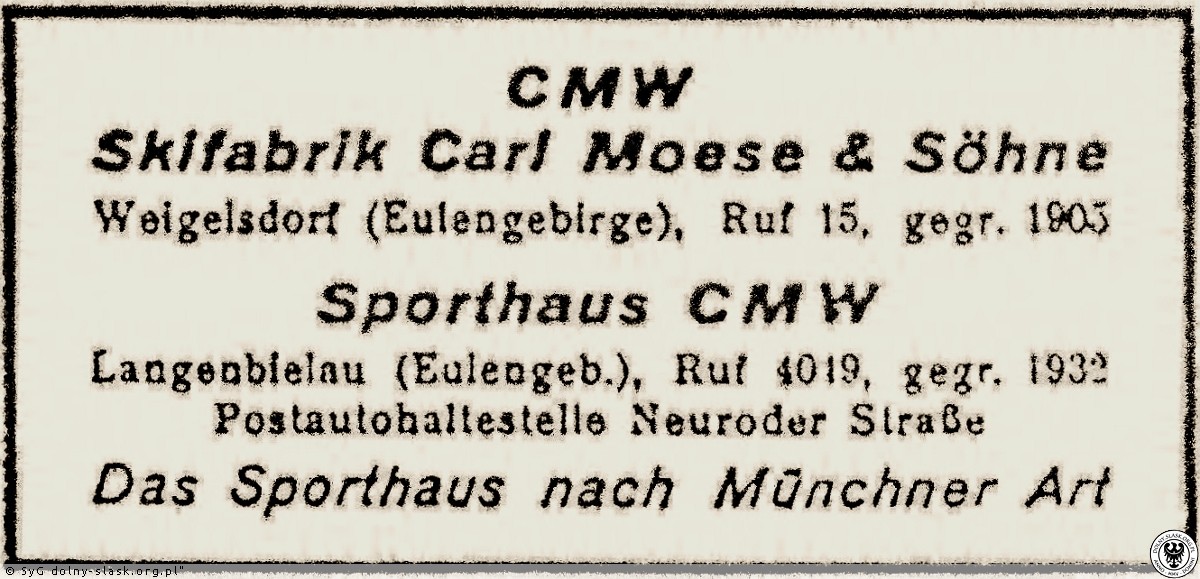 CMW
Skifabrik Carl Moese & Söhne
Weigelsdorf (Eulengebirge), Ruf 15, gegr. 1905
Sporthaus CMW
Langenbielau (Eulengeb.), Ruf 4019, gegr. 1932
Postautohaltestelle Neuroder Straße
Das Sporthaus nach Münchner Art
© SyG dolny-slask.org.pl"